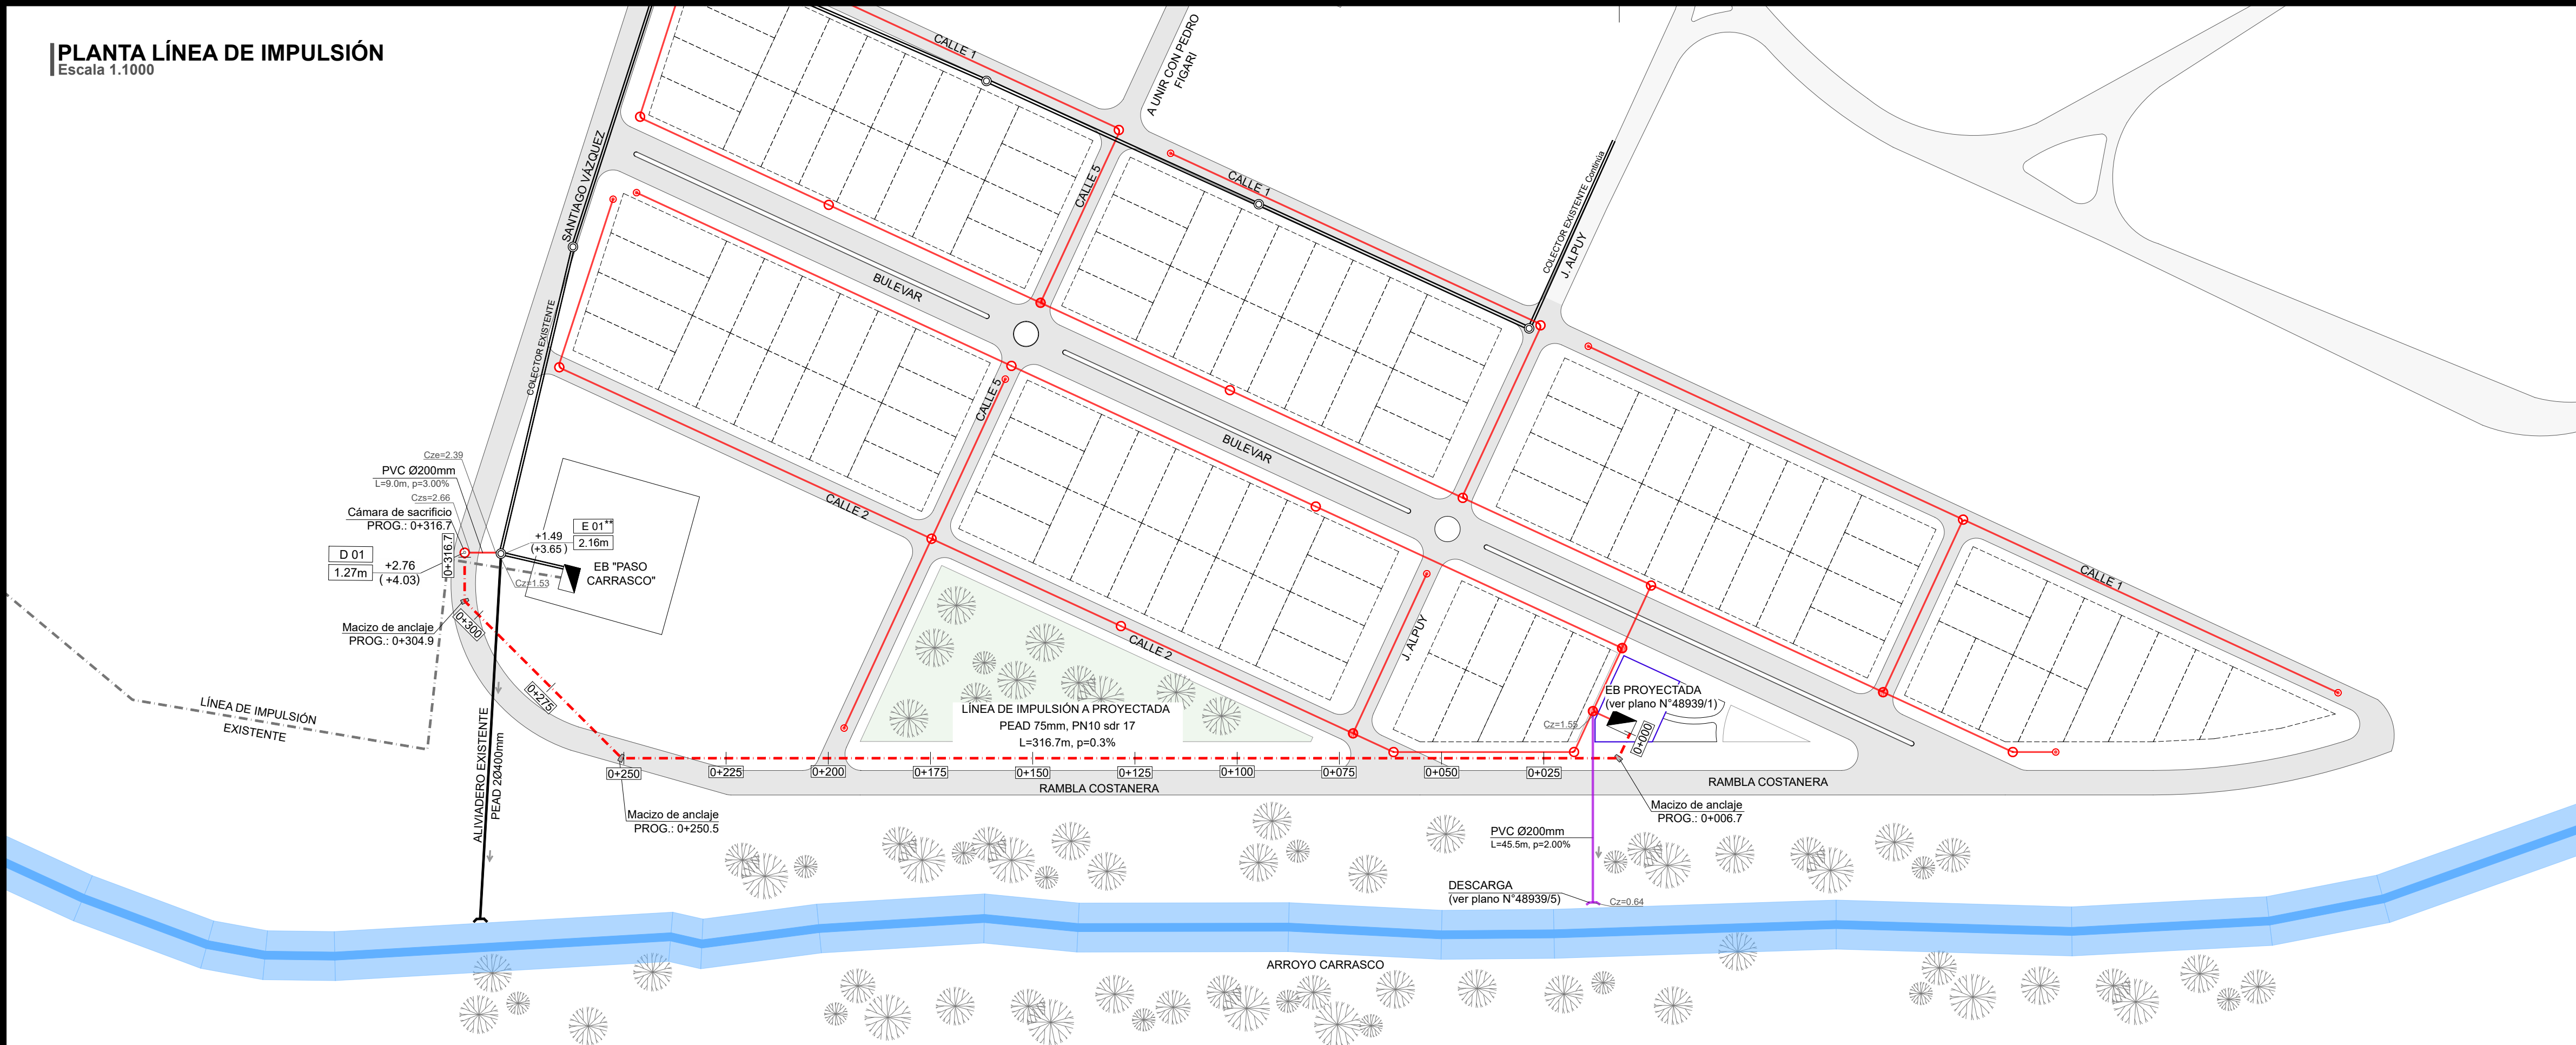 PLANTA LÍNEA DE IMPULSIÓN
Escala 1.1000
CALLE 1
A UNIR CON PEDRO
FIGARI
SANTIAGO VÁZQUEZ
CALLE 5
CALLE 1
COLECTOR EXISTENTE Continúa
J. ALPUY
BULEVAR
COLECTOR EXISTENTE
CALLE 5
BULEVAR
CALLE 2
CALLE 1
Cze=2.39
PVC Ø200mm
L=9.0m, p=3.00%
Czs=2.66
Cámara de sacrificio
PROG.: 0+316.7
0+316.7
D 01
1.27m
+2.76
( +4.03)
+1.49
(+3.65 )
E 01**
2.16m
Cz=1.53
EB "PASO
CARRASCO"
Macizo de anclaje
PROG.: 0+304.9
0+300
0+275
LÍNEA DE IMPULSIÓN
EXISTENTE
ALIVIADERO EXISTENTE
PEAD 2Ø400mm
CALLE 2
J. ALPUY
LÍNEA DE IMPULSIÓN A PROYECTADA
PEAD 75mm, PN10 sdr 17
L=316.7m, p=0.3%
EB PROYECTADA
(ver plano N°48939/1)
Cz=1.55
0+000
0+250
0+225
0+200
0+175
0+150
0+125
0+100
0+075
0+050
0+025
RAMBLA COSTANERA
RAMBLA COSTANERA
Macizo de anclaje
PROG.: 0+250.5
Macizo de anclaje
PROG.: 0+006.7
PVC Ø200mm
L=45.5m, p=2.00%
DESCARGA
(ver plano N°48939/5)
Cz=0.64
ARROYO CARRASCO